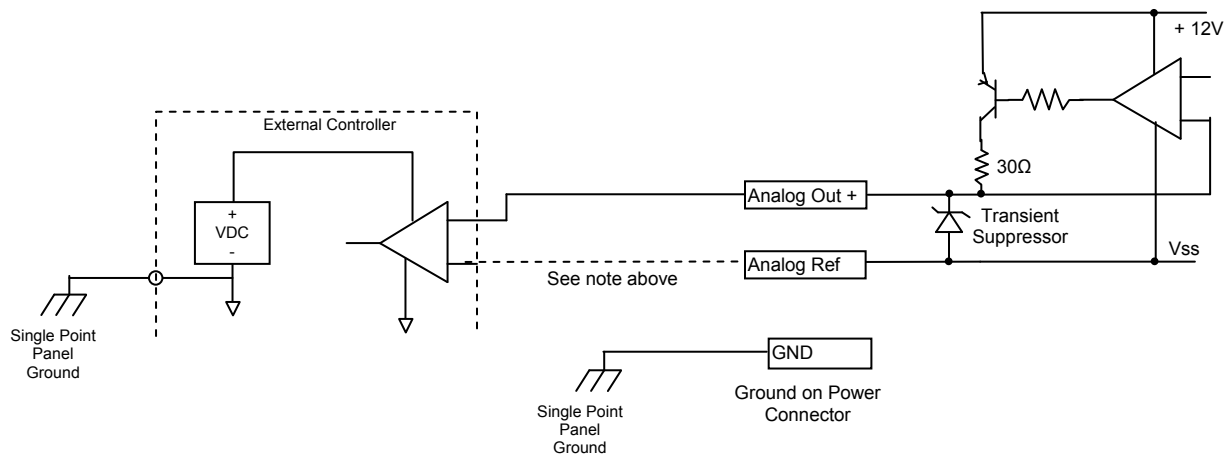 + 12V
External Controller
30Ω
+
VDC
-
Analog Out +
Transient
Suppressor
See note above
Analog Ref
Vss
Single Point
Panel
Ground
GND
Ground on Power
Connector
Single Point
Panel
Ground